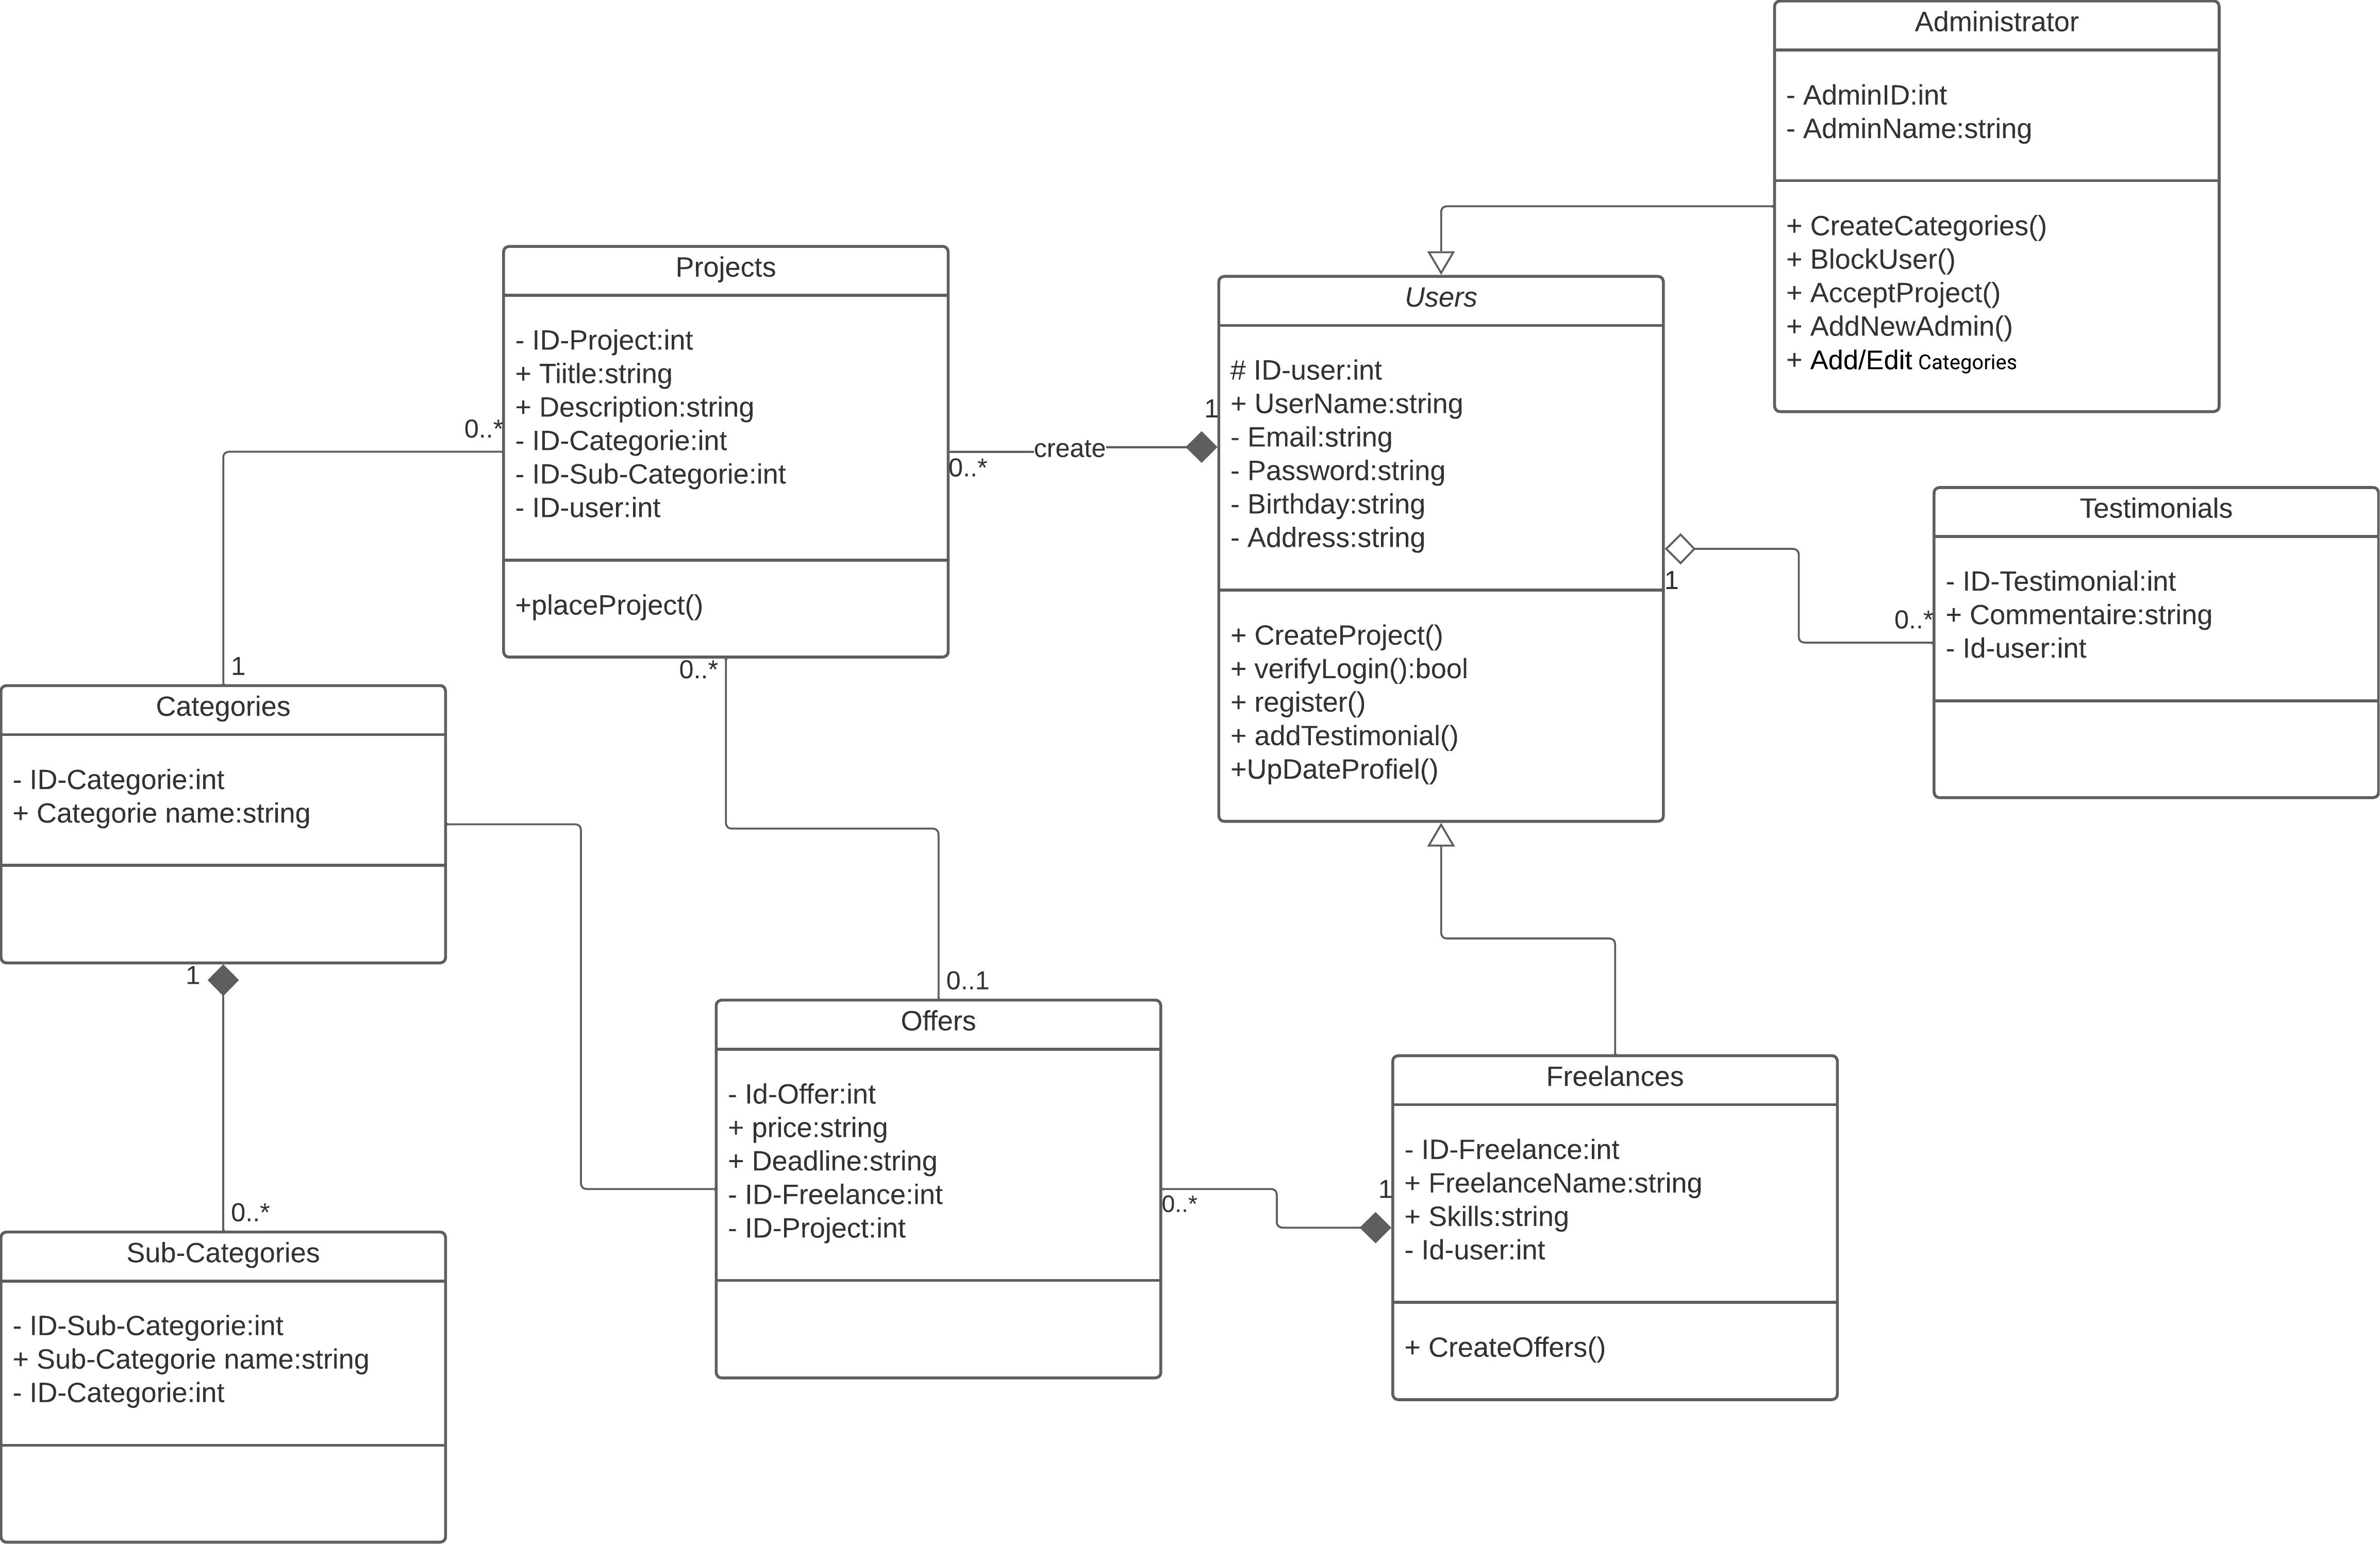 Administrator
- AdminID:int
- AdminName:string
+ CreateCategories()
+ BlockUser()
+ AcceptProject()
+ AddNewAdmin()
+ Add/Edit Categories
Projects
- ID-Project:int
+ Tiitle:string
+ Description:string
- ID-Categorie:int
- ID-Sub-Categorie:int
- ID-user:int
+placeProject()
0..*
1
0..*
create
1
0..*
0..1
Users
# ID-user:int
+ UserName:string
- Email:string
- Password:string
- Birthday:string
- Address:string
+ CreateProject()
+ verifyLogin():bool
+ register()
+ addTestimonial()
+UpDateProfiel()
1
0..*
Testimonials
- ID-Testimonial:int
+ Commentaire:string
- Id-user:int
Categories
- ID-Categorie:int
+ Categorie name:string
1
0..*
Sub-Categories
- ID-Sub-Categorie:int
+ Sub-Categorie name:string
- ID-Categorie:int
Offers
- Id-Offer:int
+ price:string
+ Deadline:string
- ID-Freelance:int
- ID-Project:int
0..*
1
Freelances
- ID-Freelance:int
+ FreelanceName:string
+ Skills:string
- Id-user:int
+ CreateOffers()